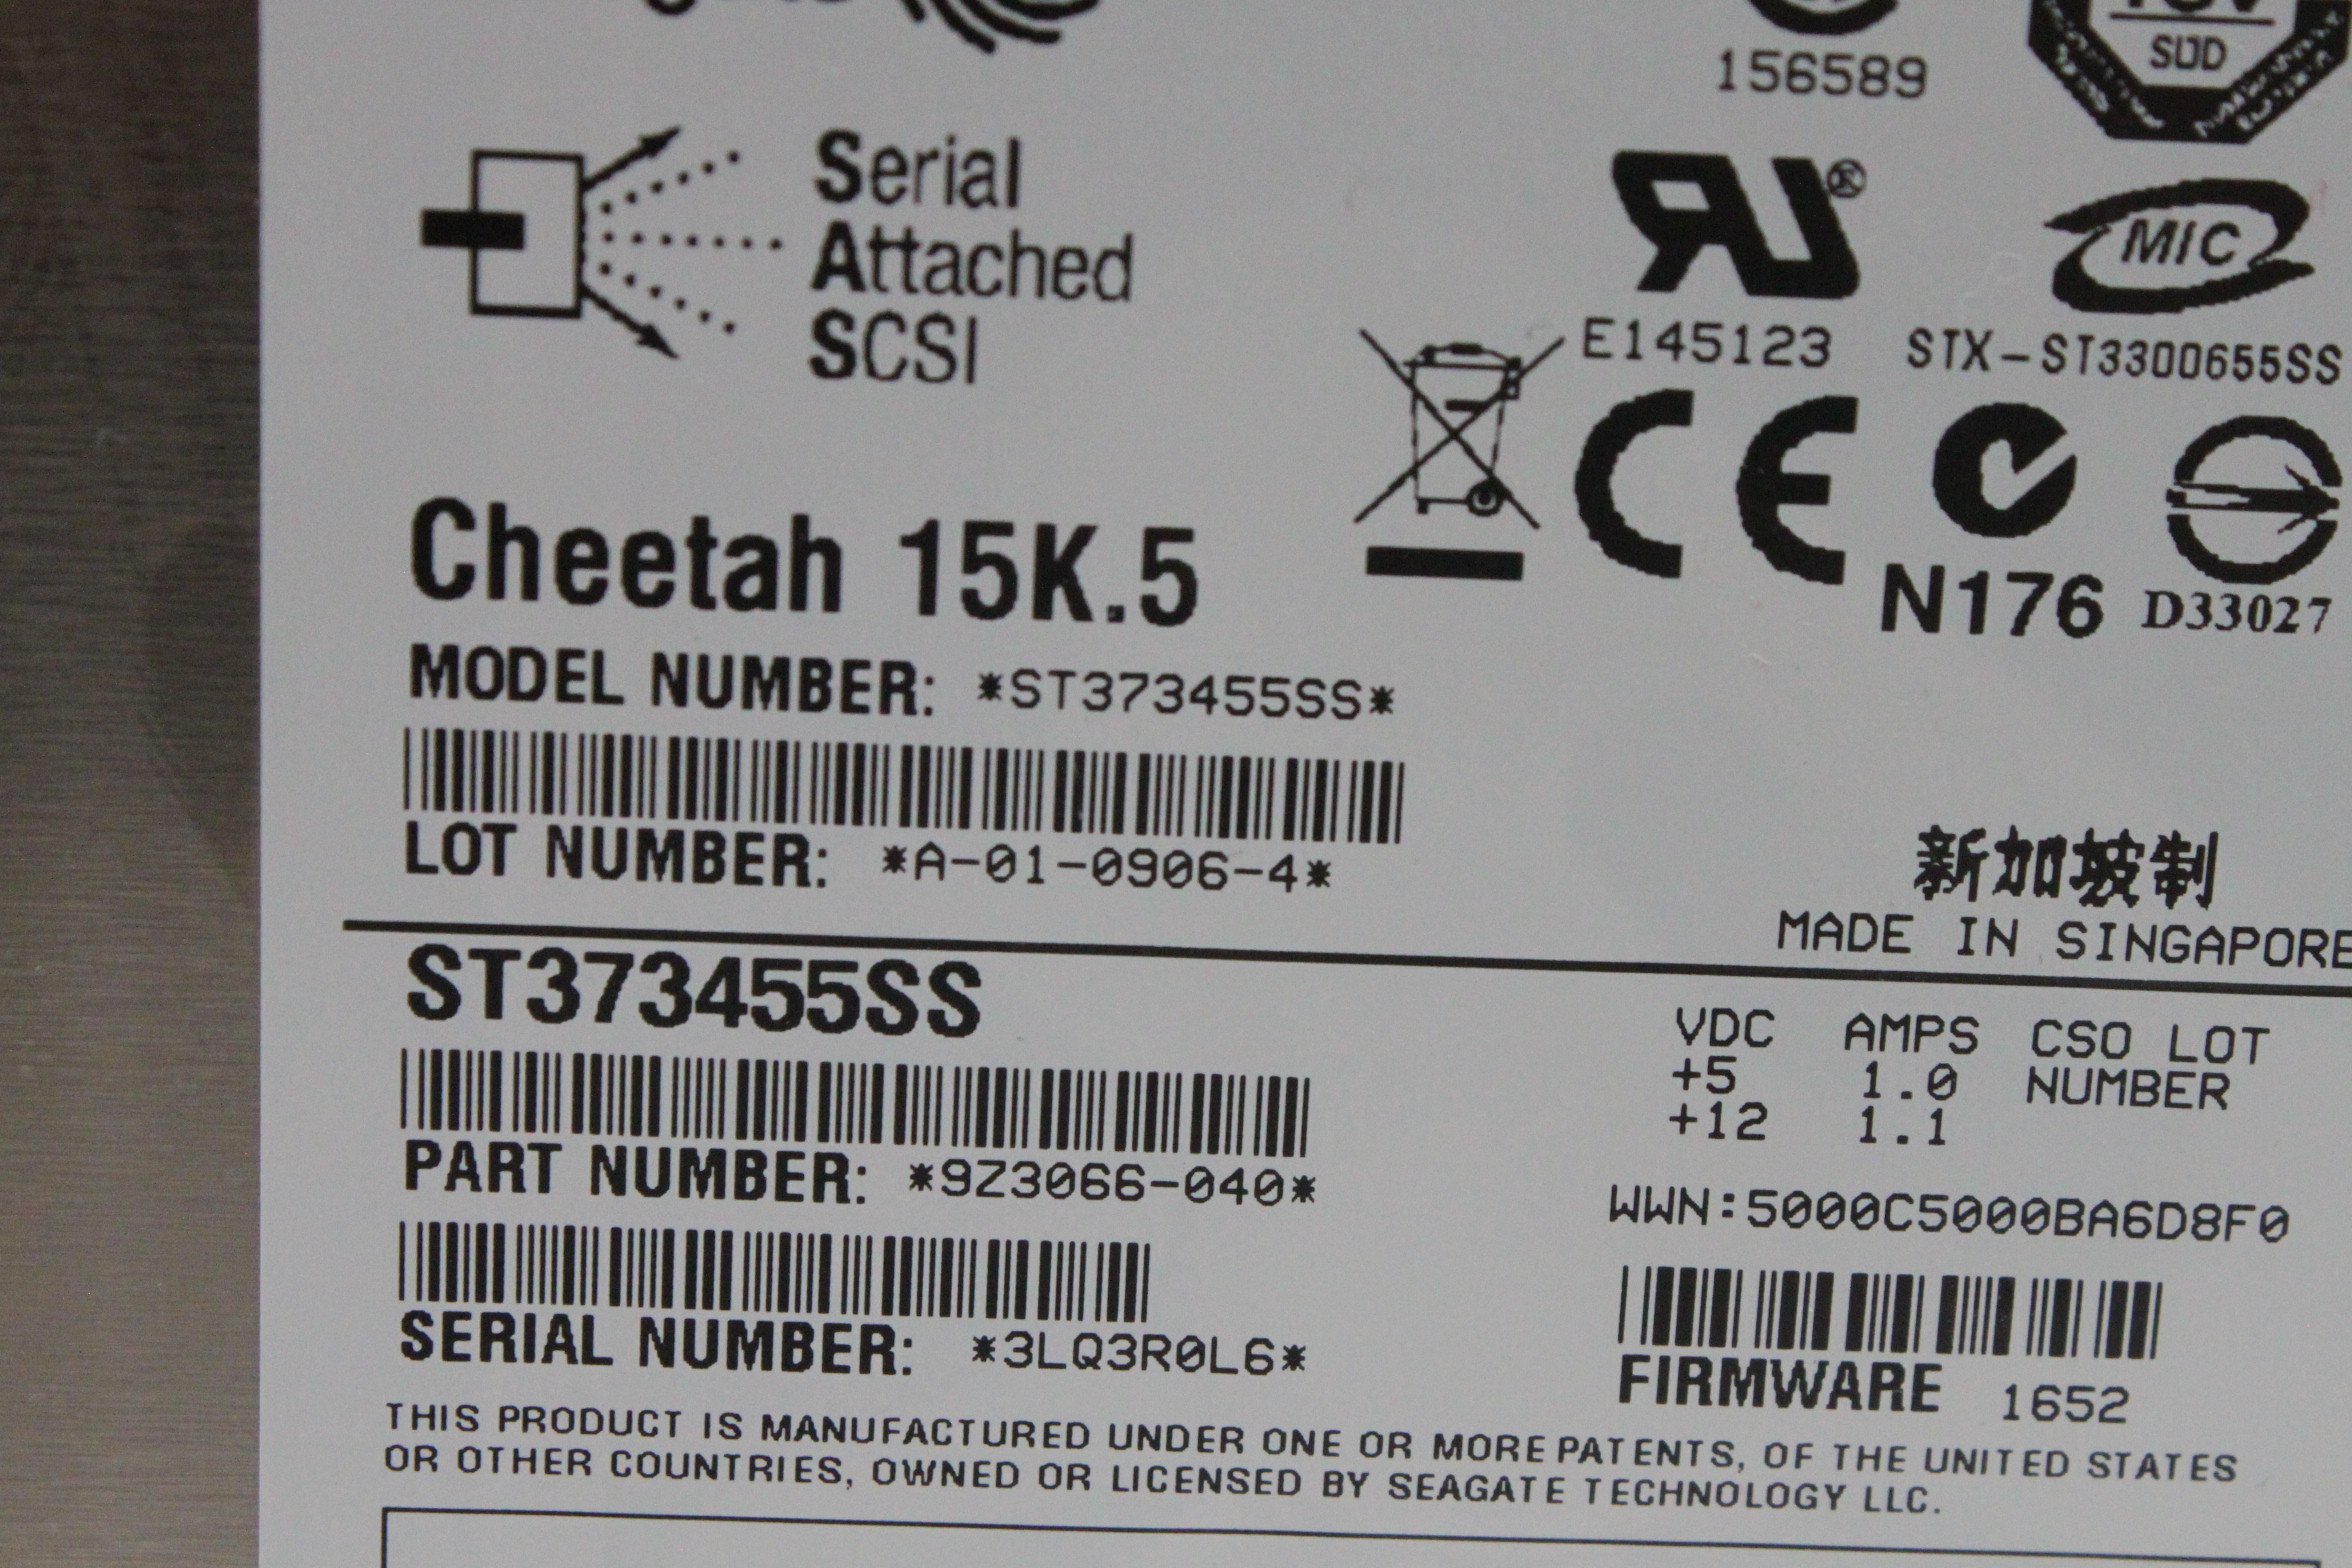 156589
SUD
Serial
Attached
SCSI
®
MIC
E145123
STX-ST3300655SS
CE
Cheetah 15K.5
N176
D33027
MODEL NUMBER: *ST373455SS*
LOT NUMBER: *A-01-0906-4*
新加坡制
MADE IN SINGAPORE
ST373455SS
VDC AMPS CSO LOT
+5 1.0 NUMBER
+12 1.1
PART NUMBER: *9Z3066-040*
WWN:5000C5000BA6D8F0
SERIAL NUMBER: *3LQ3R0L6*
FIRMWARE 1652
THIS PRODUCT IS MANUFACTURED UNDER ONE OR MORE PATENTS, OF THE UNITED STATES
OR OTHER COUNTRIES, OWNED OR LICENSED BY SEAGATE TECHNOLOGY LLC.